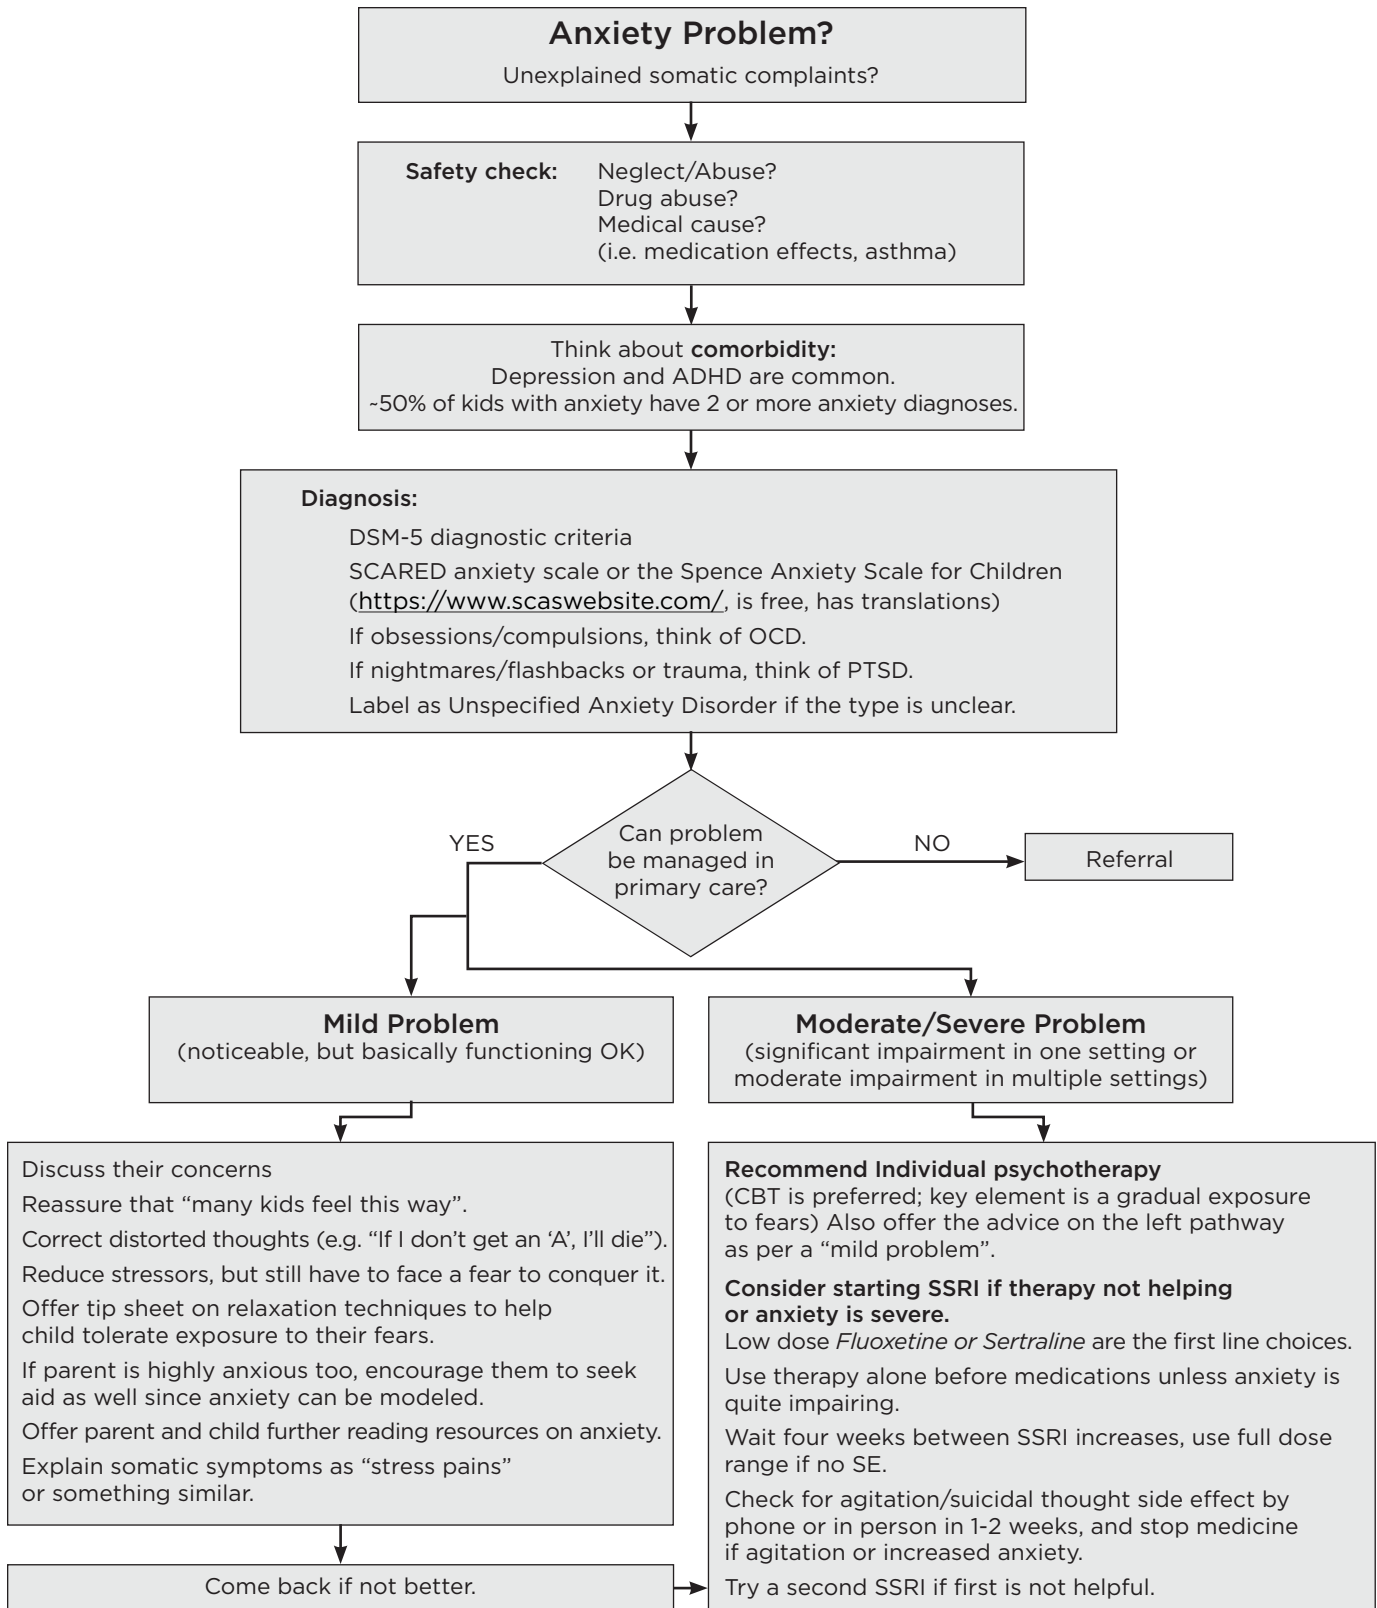 Anxiety Problem?
Unexplained somatic complaints?
Safety check: Neglect/Abuse?
Drug abuse?
Medical cause?
(i.e. medication effects, asthma)
Think about comorbidity:
Depression and ADHD are common.
~50% of kids with anxiety have 2 or more anxiety diagnoses.
Diagnosis:
DSM-5 diagnostic criteria
SCARED anxiety scale or the Spence Anxiety Scale for Children
(https://www.scaswebsite.com/, is free, has translations)
If obsessions/compulsions, think of OCD.
If nightmares/flashbacks or trauma, think of PTSD.
Label as Unspecified Anxiety Disorder if the type is unclear.
Can problem
be managed in
primary care?
YES
NO
Referral
Mild Problem
(noticeable, but basically functioning OK)
Discuss their concerns
Reassure that “many kids feel this way”.
Correct distorted thoughts (e.g. “If I don’t get an ‘A’, I’ll die”).
Reduce stressors, but still have to face a fear to conquer it.
Offer tip sheet on relaxation techniques to help
child tolerate exposure to their fears.
If parent is highly anxious too, encourage them to seek
aid as well since anxiety can be modeled.
Offer parent and child further reading resources on anxiety.
Explain somatic symptoms as “stress pains”
or something similar.
Come back if not better.
Moderate/Severe Problem
(significant impairment in one setting or
moderate impairment in multiple settings)
Recommend Individual psychotherapy
(CBT is preferred; key element is a gradual exposure
to fears) Also offer the advice on the left pathway
as per a “mild problem”.
Consider starting SSRI if therapy not helping
or anxiety is severe.
Low dose Fluoxetine or Sertraline are the first line choices.
Use therapy alone before medications unless anxiety is
quite impairing.
Wait four weeks between SSRI increases, use full dose
range if no SE.
Check for agitation/suicidal thought side effect by
phone or in person in 1-2 weeks, and stop medicine
if agitation or increased anxiety.
Try a second SSRI if first is not helpful.